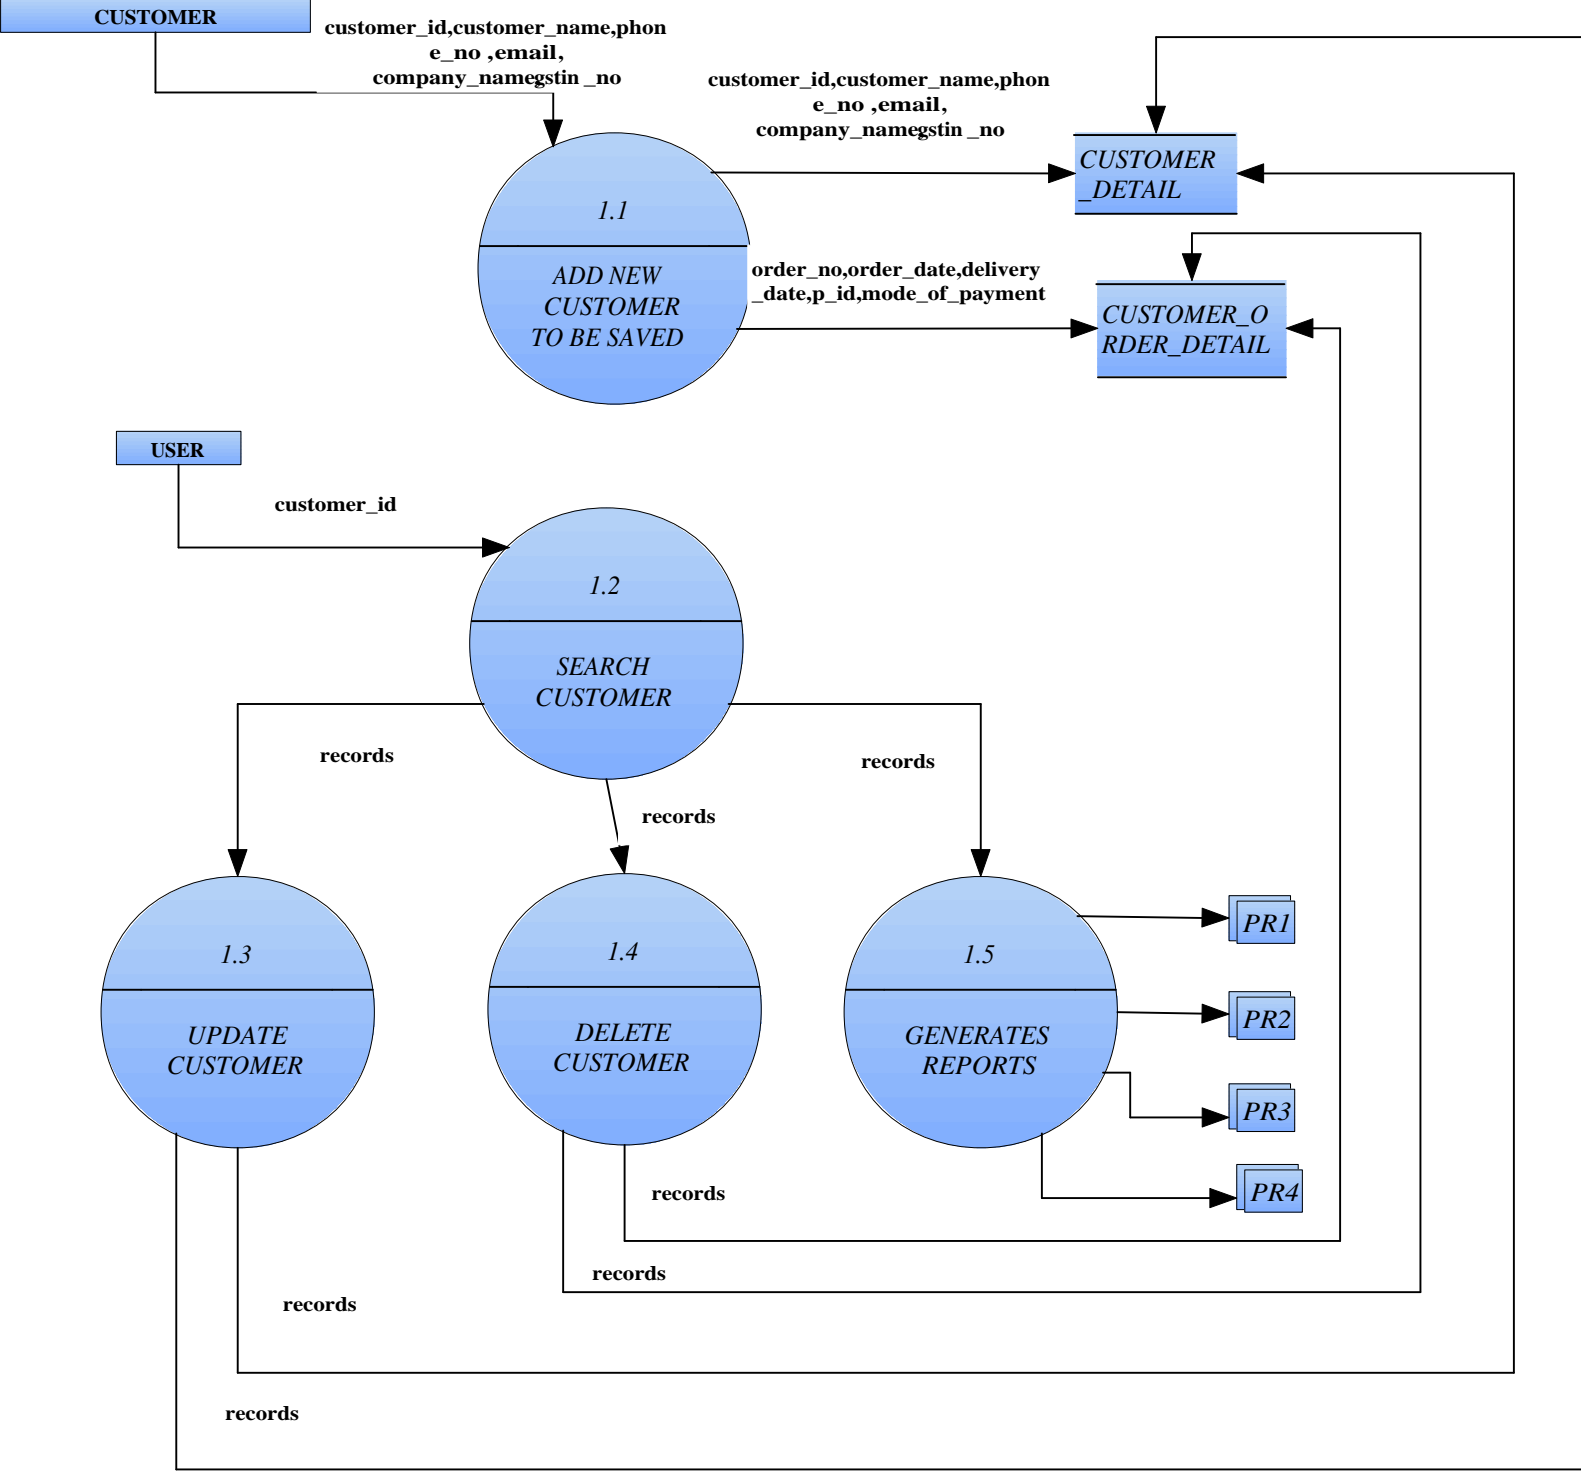 CUSTOMER
customer_id,customer_name,phon
e_no ,email,
company_namegstin _no
customer_id,customer_name,phon
e_no ,email,
company_namegstin _no
CUSTOMER
_DETAIL
1.1
ADD NEW
CUSTOMER
TO BE SAVED
order_no,order_date,delivery
_date,p_id,mode_of_payment
CUSTOMER_O
RDER_DETAIL
USER
customer_id
1.2
SEARCH
CUSTOMER
records
records
records
1.3
UPDATE
CUSTOMER
1.4
DELETE
CUSTOMER
1.5
GENERATES
REPORTS
PR1
PR2
PR3
PR4
records
records
records
records